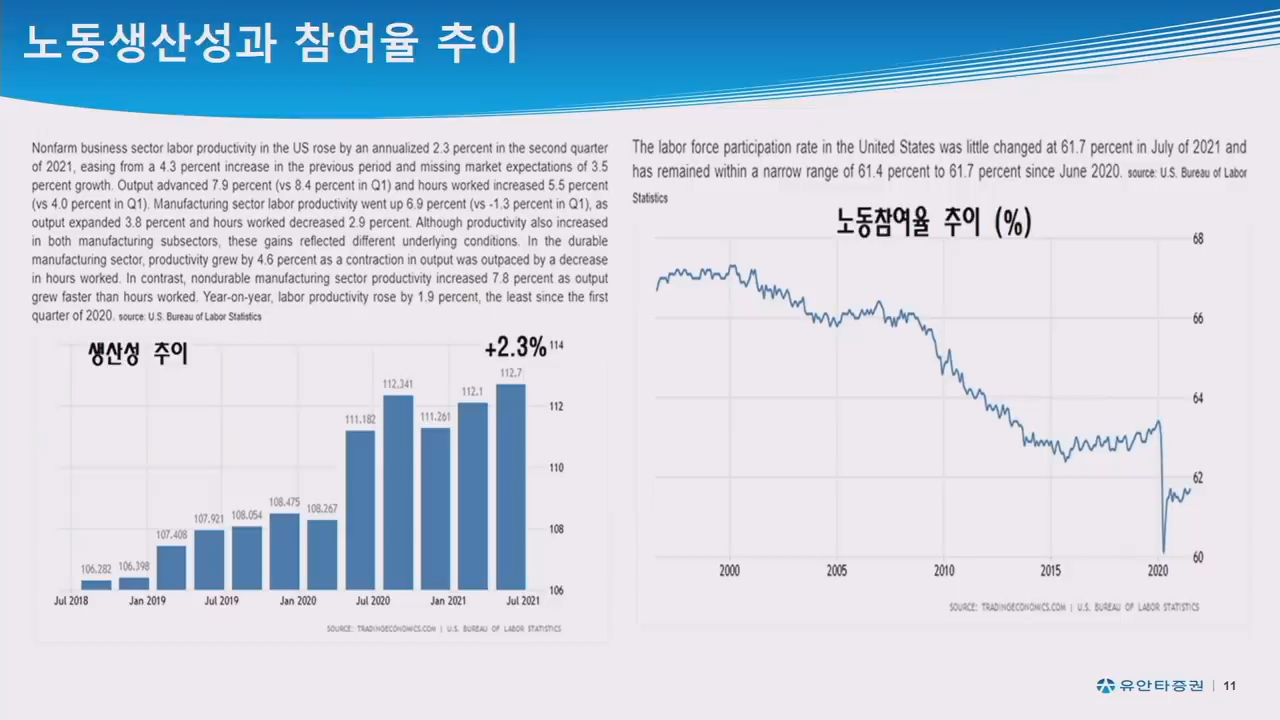 노동생산성과 참여율 추이
Nonfarm business sector labor productivity in the US rose by an annualized 2.3 percent in the second quarter
of 2021, easing from a 4.3 percent increase in the previous period and missing market expectations of 3.5
percent growth. Output advanced 7.9 percent (vs 8.4 percent in Q1) and hours worked increased 5.5 percent
(vs 4.0 percent in Q1). Manufacturing sector labor productivity went up 6.9 percent (vs -1.3 percent in Q1), as
output expanded 3.8 percent and hours worked decreased 2.9 percent. Although productivity also increased
in both manufacturing subsectors, these gains reflected different underlying conditions. In the durable
manufacturing sector, productivity grew by 4.6 percent as a contraction in output was outpaced by a decrease
in hours worked. In contrast, nondurable manufacturing sector productivity increased 7.8 percent as output
grew faster than hours worked. Year-on-year, labor productivity rose by 1.9 percent, the least since the first
quarter of 2020. source: U.S. Bureau of Labor Statistics
생산성 추이
+2.3%
114
112
110
108
106
106.282
106.398
107.408
107.921
108.054
108.475
108.267
111.182
112.341
111.261
112.1
112.7
Jul 2018
Jan 2019
Jul 2019
Jan 2020
Jul 2020
Jan 2021
Jul 2021
SOURCE: TRADINGECONOMICS.COM | U.S. BUREAU OF LABOR STATISTICS
The labor force participation rate in the United States was little changed at 61.7 percent in July of 2021 and
has remained within a narrow range of 61.4 percent to 61.7 percent since June 2020. source: U.S. Bureau of Labor
Statistics
노동참여율 추이 (%)
68
66
64
62
60
2000
2005
2010
2015
2020
SOURCE: TRADINGECONOMICS.COM | U.S. BUREAU OF LABOR STATISTICS
유안타증권 | 11